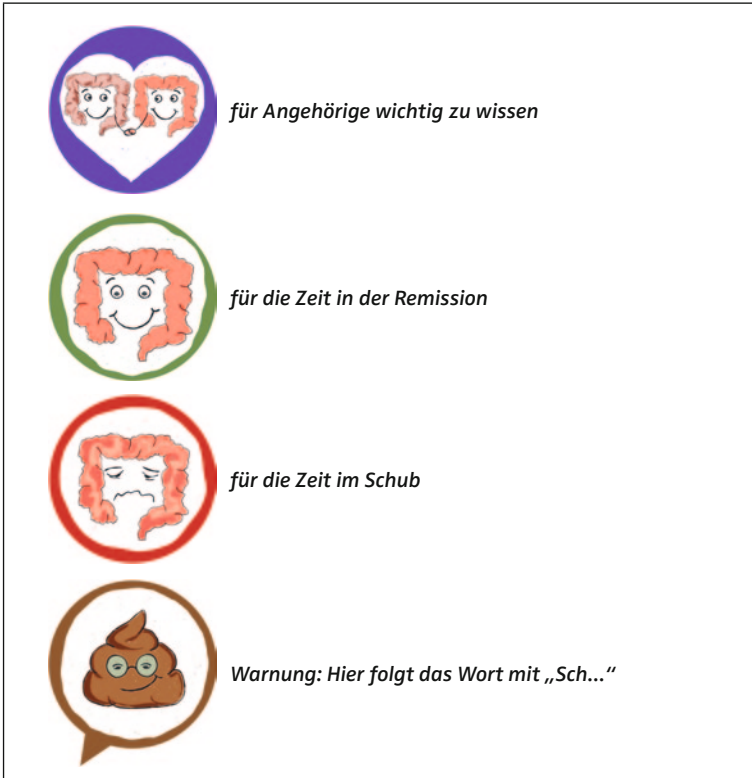 für Angehörige wichtig zu wissen
für die Zeit in der Remission
für die Zeit im Schub
Warnung: Hier folgt das Wort mit „Sch...“